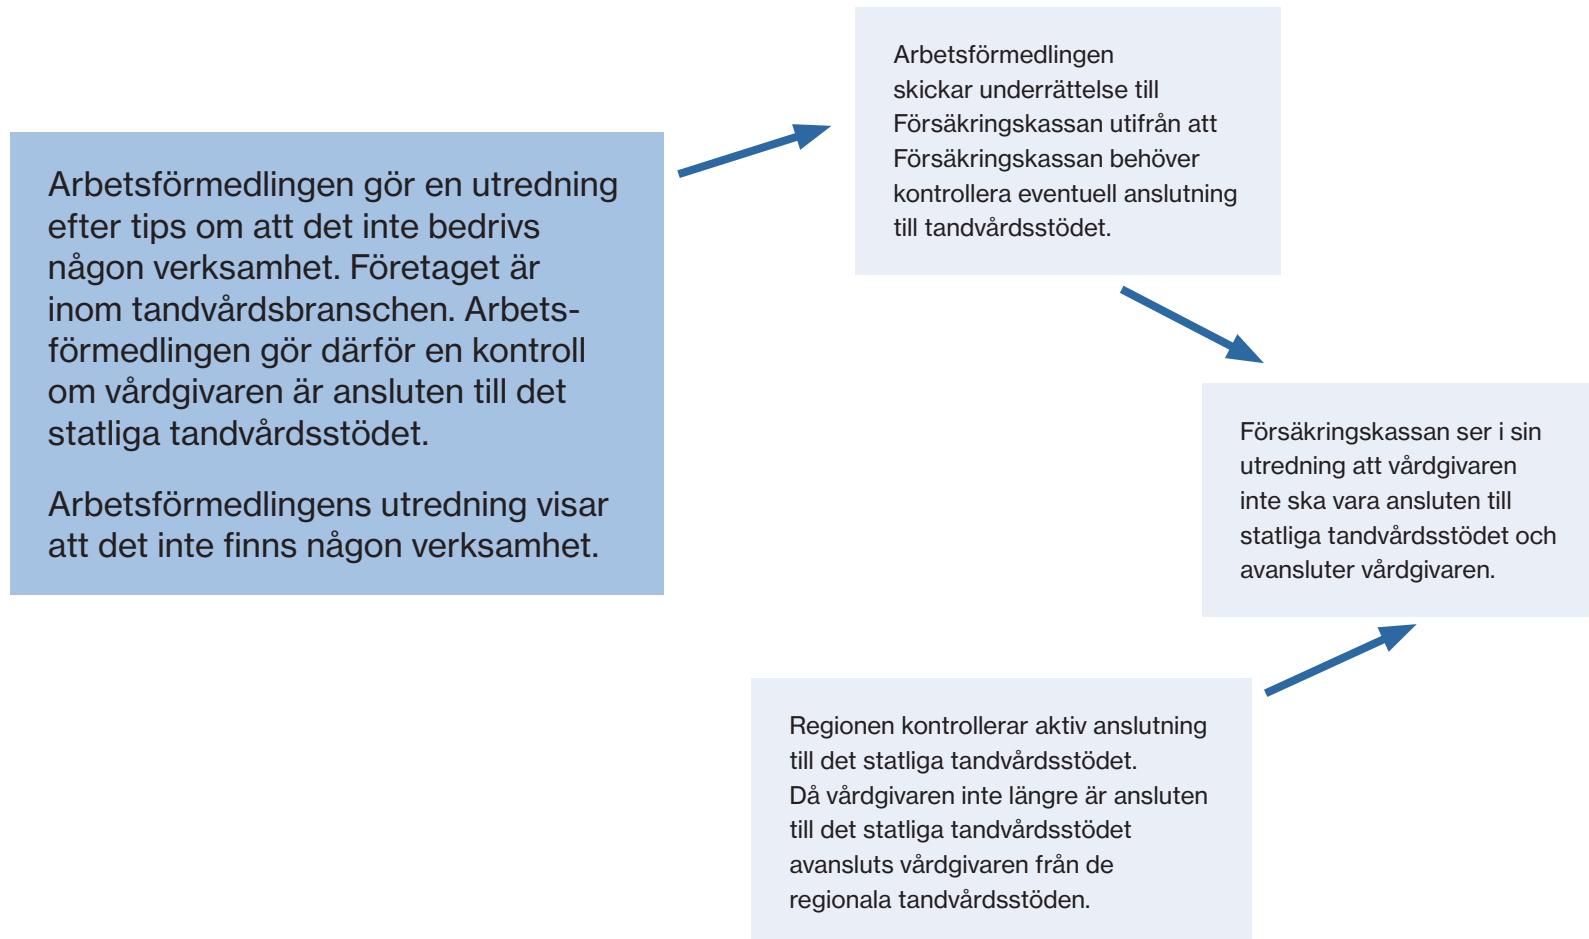 Arbetsförmedlingen gör en utredning
efter tips om att det inte bedrivs
någon verksamhet. Företaget är
inom tandvårdsbranschen. Arbets-
förmedlingen gör därför en kontroll
om vårdgivaren är ansluten till det
statliga tandvårdsstödet.
Arbetsförmedlingens utredning visar
att det inte finns någon verksamhet.
Arbetsförmedlingen
skickar underrättelse till
Försäkringskassan utifrån att
Försäkringskassan behöver
kontrollera eventuell anslutning
till tandvårdsstödet.
Försäkringskassan ser i sin
utredning att vårdgivaren
inte ska vara ansluten till
statliga tandvårdsstödet och
avansluter vårdgivaren.
Regionen kontrollerar aktiv anslutning
till det statliga tandvårdsstödet.
Då vårdgivaren inte längre är ansluten
till det statliga tandvårdsstödet
avansluts vårdgivaren från de
regionala tandvårdsstöden.